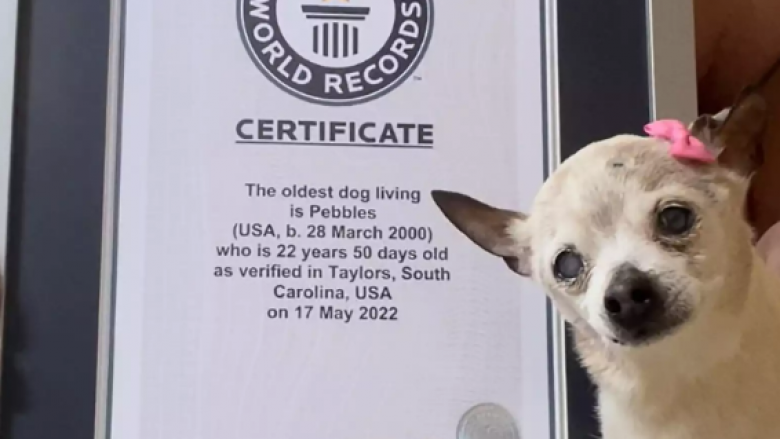 WORLD RECORDS
™
CERTIFICATE
The oldest dog living
is Pebbles
(USA, b. 28 March 2000)
who is 22 years 50 days old
as verified in Taylors, South
Carolina, USA
on 17 May 2022